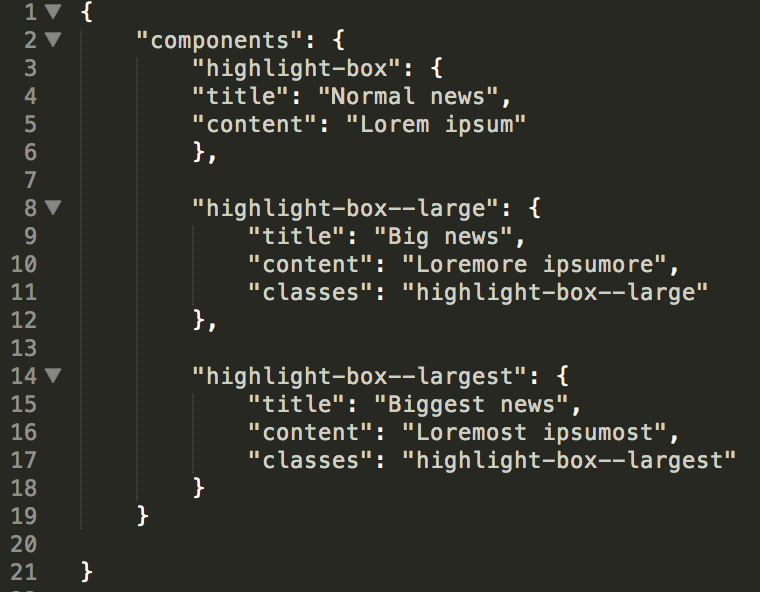 1 {
2     "components": {
3         "highlight-box": {
4         "title": "Normal news",
5         "content": "Lorem ipsum"
6         },
7
8         "highlight-box--large": {
9             "title": "Big news",
10             "content": "Loremore ipsumore",
11             "classes": "highlight-box--large"
12         },
13
14         "highlight-box--largest": {
15             "title": "Biggest news",
16             "content": "Loremost ipsumost",
17             "classes": "highlight-box--largest"
18         }
19     }
20
21 }